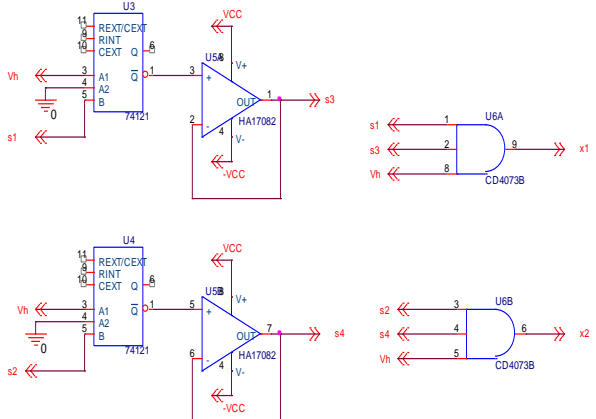 U3
11 REXT/CEXT
9 RINT
10 CEXT Q 6
Vh 3 A1 Q 1
4 A2
0 5 B
74121
s1
VCC
U5A 8 V+
3 +
OUT 1 s3
HA17082
2 -
4 V-
-VCC
U6A
s1 1
s3 2 9 x1
Vh 8
CD4073B
U4
11 REXT/CEXT
9 RINT
10 CEXT Q 6
Vh 3 A1 Q 1
4 A2
0 5 B
74121
s2
VCC
U5B 8 V+
5 +
OUT 7 s4
HA17082
6 -
4 V-
-VCC
U6B
s2 3
s4 4 6 x2
Vh 5
CD4073B